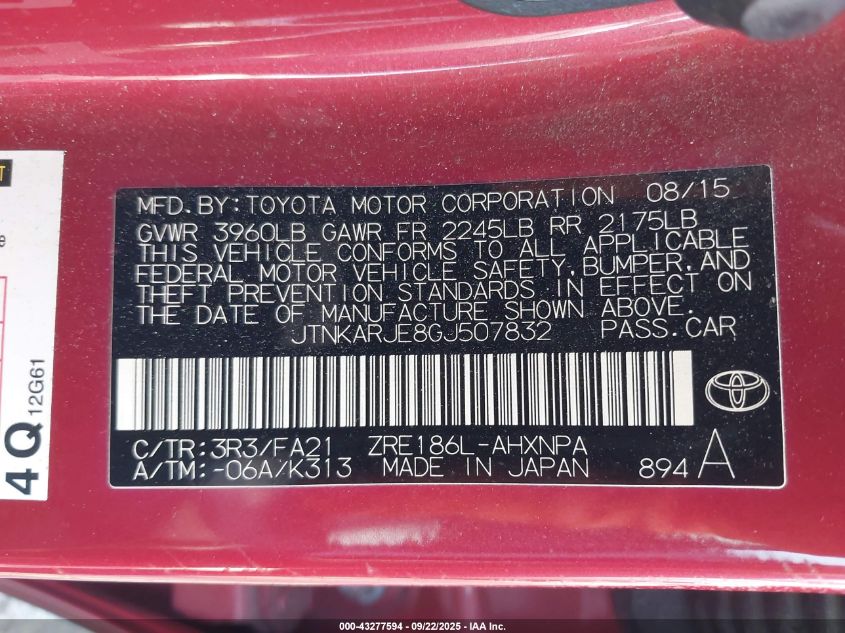 MFD. BY: TOYOTA MOTOR CORPORATION 08/15
GVWR 3960LB GAWR FR 2245LB RR 2175LB
THIS VEHICLE CONFORMS TO ALL APPLICABLE
FEDERAL MOTOR VEHICLE SAFETY, BUMPER, AND
THEFT PREVENTION STANDARDS IN EFFECT ON
THE DATE OF MANUFACTURE SHOWN ABOVE.
JTNKARJE8GJ507832 PASS.CAR
C/TR: 3R3/FA21 ZRE186L-AHXNPA
A/TM: -06A/K313 MADE IN JAPAN 894 A
4Q 12G61
000-43277594 - 09/22/2025 - IAA Inc.